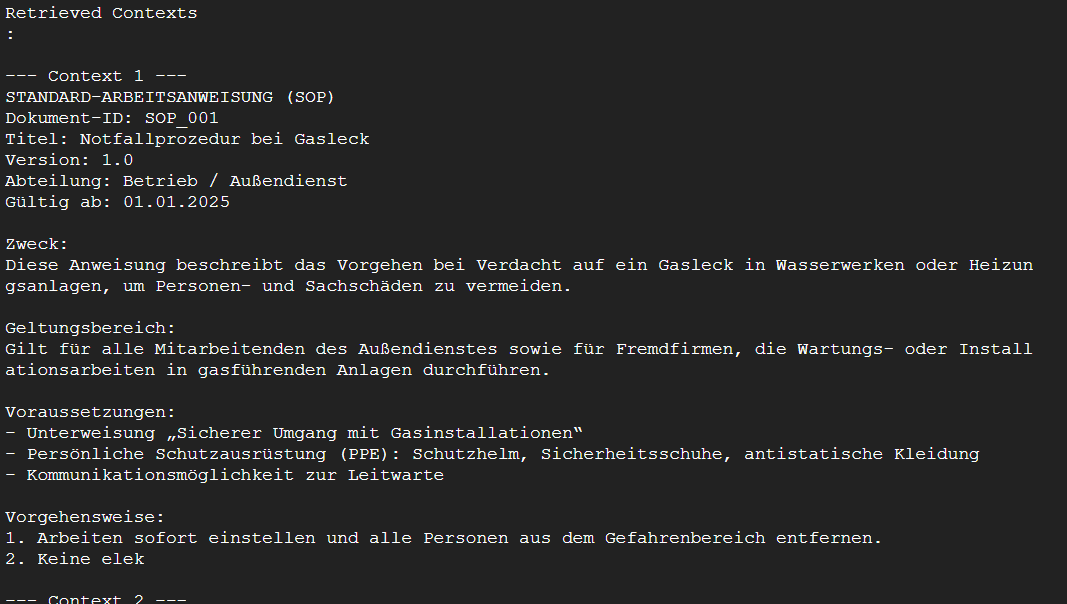 Retrieved Contexts
:
--- Context 1 ---
STANDARD-ARBEITSANWEISUNG (SOP)
Dokument-ID: SOP_001
Titel: Notfallprozedur bei Gasleck
Version: 1.0
Abteilung: Betrieb / Außendienst
Gültig ab: 01.01.2025
Zweck:
Diese Anweisung beschreibt das Vorgehen bei Verdacht auf ein Gasleck in Wasserwerken oder Heizun
gsanlagen, um Personen- und Sachschäden zu vermeiden.
Geltungsbereich:
Gilt für alle Mitarbeitenden des Außendienstes sowie für Fremdfirmen, die Wartungs- oder Install
ationsarbeiten in gasführenden Anlagen durchführen.
Voraussetzungen:
- Unterweisung „Sicherer Umgang mit Gasinstallationen“
- Persönliche Schutzausrüstung (PPE): Schutzhelm, Sicherheitsschuhe, antistatische Kleidung
- Kommunikationsmöglichkeit zur Leitwarte
Vorgehensweise:
1. Arbeiten sofort einstellen und alle Personen aus dem Gefahrenbereich entfernen.
2. Keine elek
--- Context 2 ---